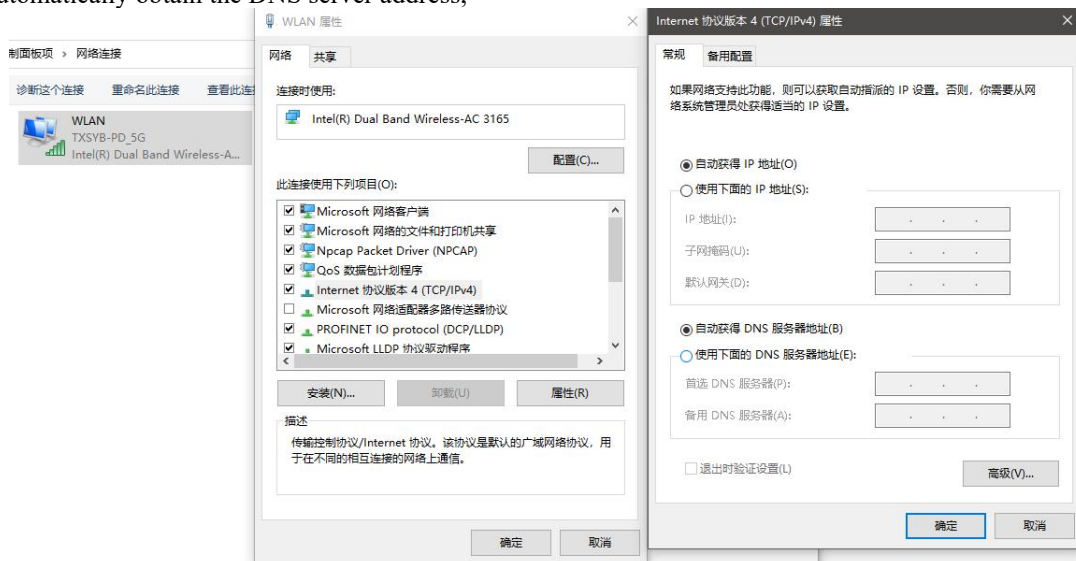 automatically obtain the DNS server address;
制面板项 › 网络连接
诊断这个连接 重命名此连接 查看此连
WLAN
TXSYB-PD_5G
Intel(R) Dual Band Wireless-A...
WLAN 属性
网络 共享
连接时使用:
Intel(R) Dual Band Wireless-AC 3165
配置(C)...
此连接使用下列项目(O):
Microsoft 网络客户端
Microsoft 网络的文件和打印机共享
Npcap Packet Driver (NPCAP)
QoS 数据包计划程序
Internet 协议版本 4 (TCP/IPv4)
Microsoft 网络适配器多路传送器协议
PROFINET IO protocol (DCP/LLDP)
Microsoft LLDP 协议驱动程序
安装(N)... 卸载(U) 属性(R)
描述
传输控制协议/Internet 协议。该协议是默认的广域网络协议，用
于在不同的相互连接的网络上通信。
确定 取消
Internet 协议版本 4 (TCP/IPv4) 属性
常规 备用配置
如果网络支持此功能，则可以获取自动指派的 IP 设置。否则，你需要从网
络系统管理员处获得适当的 IP 设置。
自动获得 IP 地址(O)
使用下面的 IP 地址(S):
IP 地址(I):
子网掩码(U):
默认网关(D):
自动获得 DNS 服务器地址(B)
使用下面的 DNS 服务器地址(E):
首选 DNS 服务器(P):
备用 DNS 服务器(A):
退出时验证设置(L)
高级(V)...
确定 取消